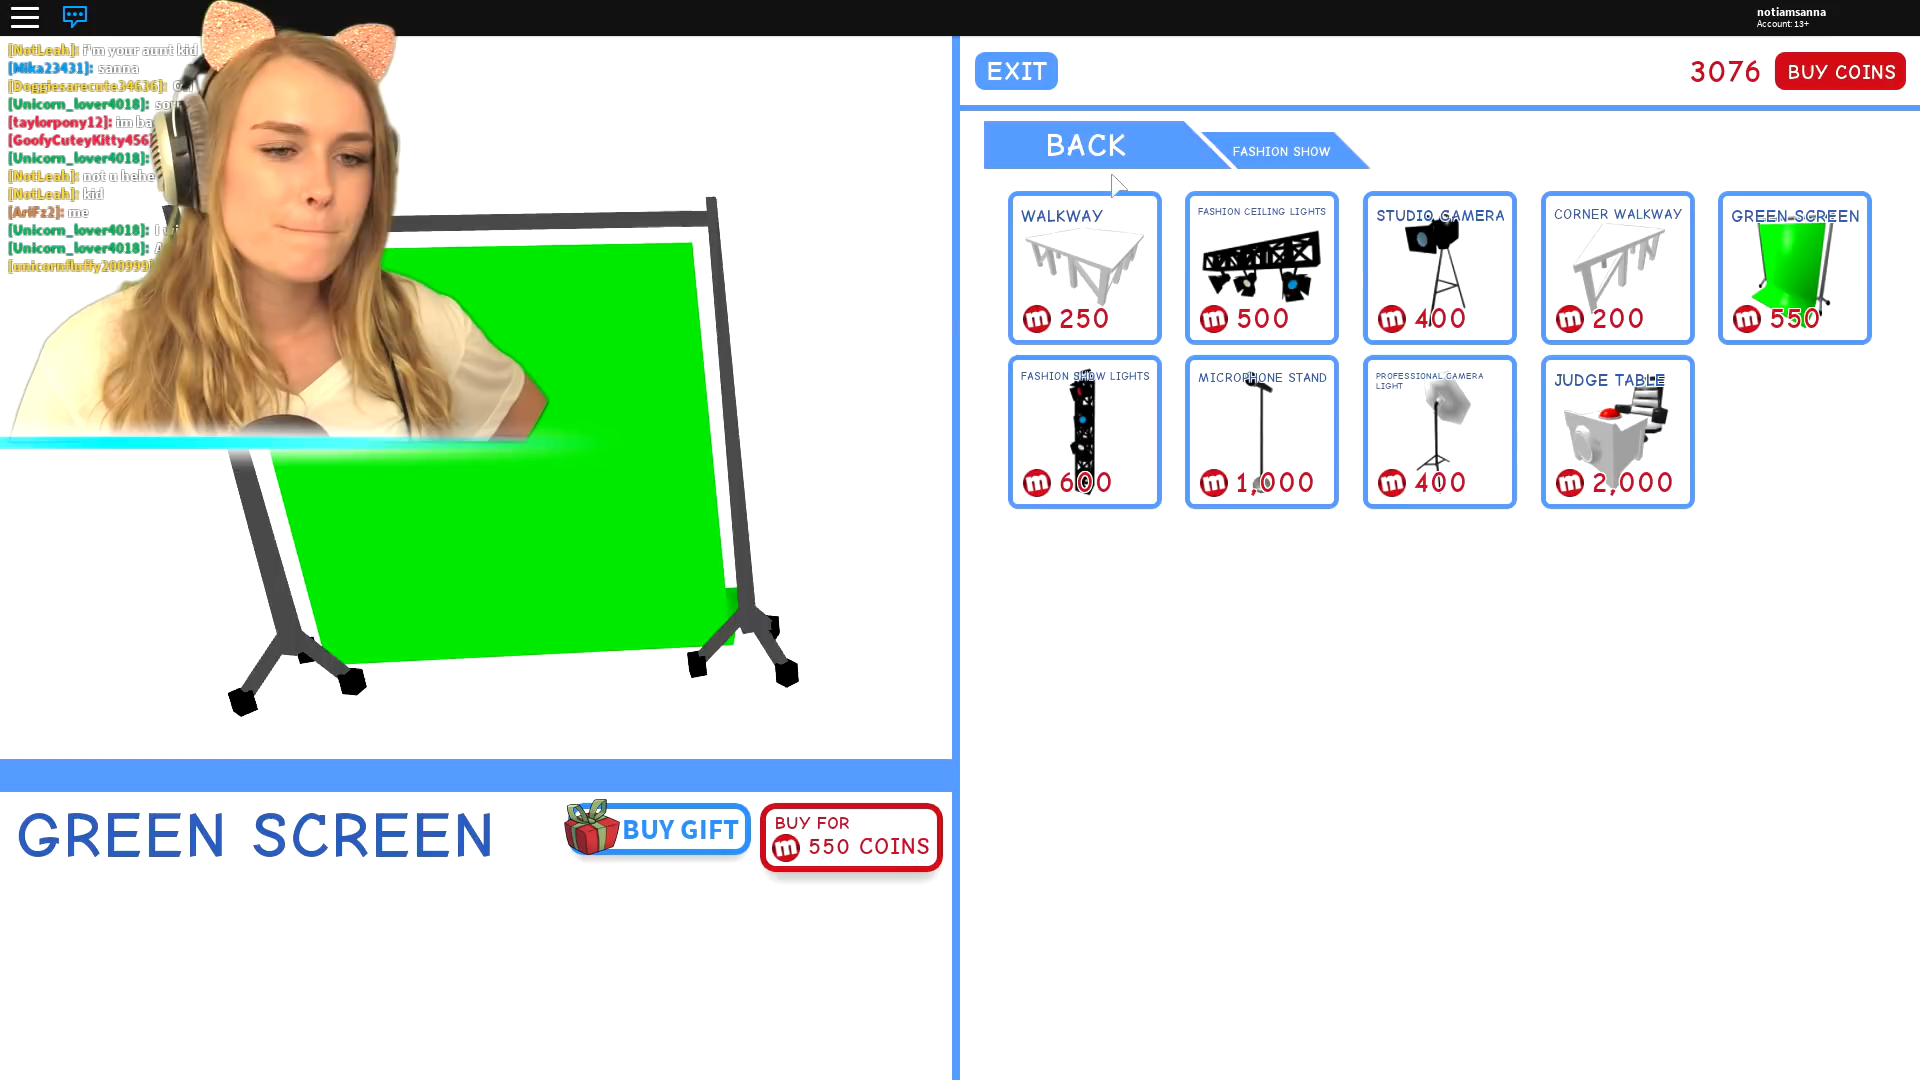 notiamsanna
Account: 13+
[NotLeah]: i'm your aunt kid
[Mika23431]: sanna
[Doggiesarecute34636]:
[Unicorn_lover4018]:
[taylorpony12]: im
[GoofyCuteyKitty456
[Unicorn_lover4018]:
[NotLeah]: not u hehe
[NotLeah]: kid
[AriFz2]: me
[Unicorn_lover4018]: I
[Unicorn_lover4018]:
[unicornfluffy200999]
EXIT
3076
BUY COINS
BACK
FASHION SHOW
WALKWAY
250
FASHION CEILING LIGHTS
500
STUDIO CAMERA
400
CORNER WALKWAY
200
GREEN SCREEN
550
FASHION SHOW LIGHTS
600
MICROPHONE STAND
1,000
PROFESSIONAL CAMERA
LIGHT
400
JUDGE TABLE
2,000
GREEN SCREEN
BUY GIFT
BUY FOR
550 COINS